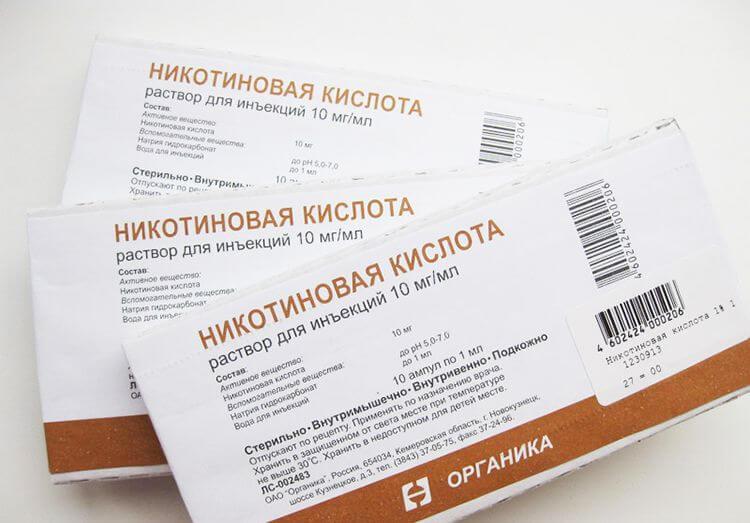 НИКОТИНОВАЯ КИСЛОТА
раствор для инъекций 10 мг/мл
Состав:
Активное вещество:
Никотиновая кислота 10 мг
Вспомогательные вещества:
Натрия гидрокарбонат до pH 5,0-7,0
Вода для инъекций до 1 мл
Стерильно·Внутримышечно·
Отпускают по
Хранить
000206
НИКОТИНОВАЯ КИСЛОТА
раствор для инъекций 10 мг/мл
Состав:
Активное вещество:
Никотиновая кислота
Вспомогательные вещества:
Натрия гидрокарбонат
Вода для инъекций
10
НИКОТИНОВАЯ КИСЛОТА
раствор для инъекций 10 мг/мл
Состав:
Активное вещество:
Никотиновая кислота 10 мг
Вспомогательные вещества:
Натрия гидрокарбонат до pH 5,0-7,0
Вода для инъекций до 1 мл
10 ампул по 1 мл
Стерильно·Внутримышечно·Внутривенно·Подкожно
Отпускают по рецепту. Применять по назначению врача.
Хранить в защищенном от света месте при температуре
не выше 30°С. Хранить в недоступном для детей месте.
ЛС-002483
ОАО "Органика", Россия, 654034, Кемеровская область, г. Новокузнецк,
шоссе Кузнецкое, д.3, тел. (3843) 37-05-75, факс 37-24-96.
ОРГАНИКА
4602424000206
4 602424 000206
Никотиновая кислота 1% 1
1230913
27 = 00